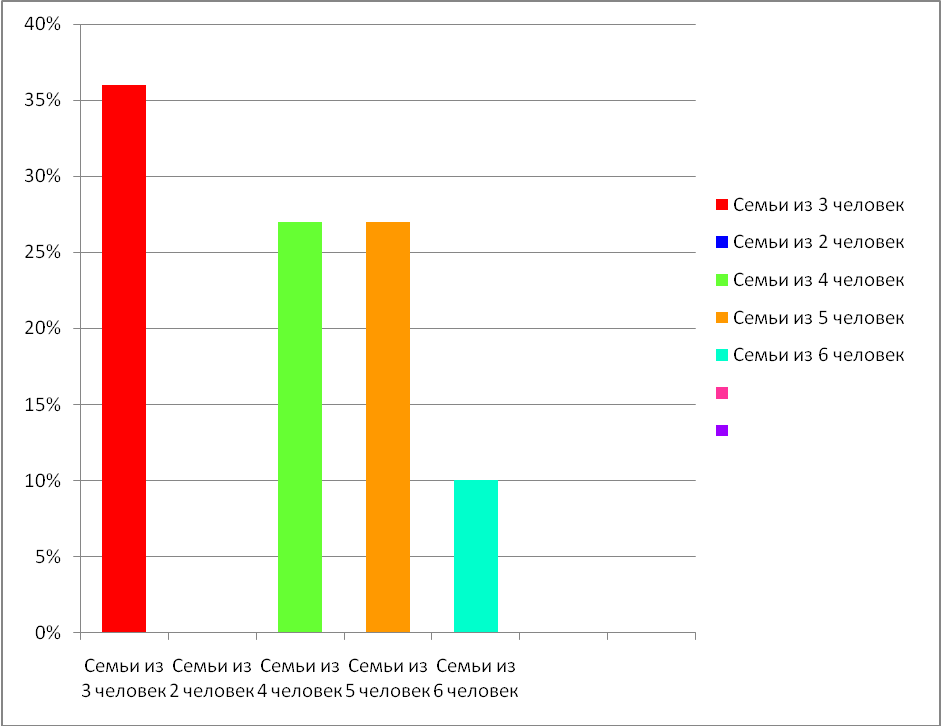 40%
35%
30%
25%
20%
15%
10%
5%
0%
Семьи из
3 человек
Семьи из
2 человек
Семьи из
4 человек
Семьи из
5 человек
Семьи из
6 человек
Семьи из 3 человек
Семьи из 2 человек
Семьи из 4 человек
Семьи из 5 человек
Семьи из 6 человек